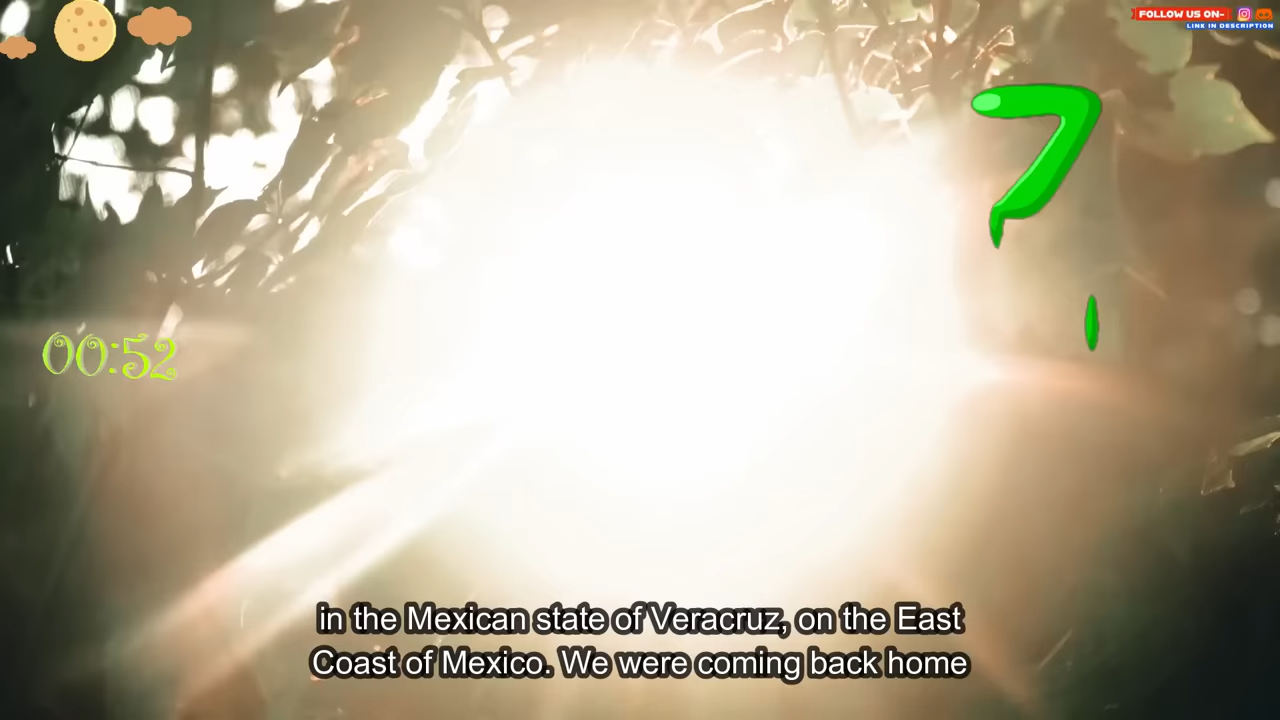 FOLLOW US ON-
LINK IN DESCRIPTION
7
00:52
in the Mexican state of Veracruz, on the East
Coast of Mexico. We were coming back home